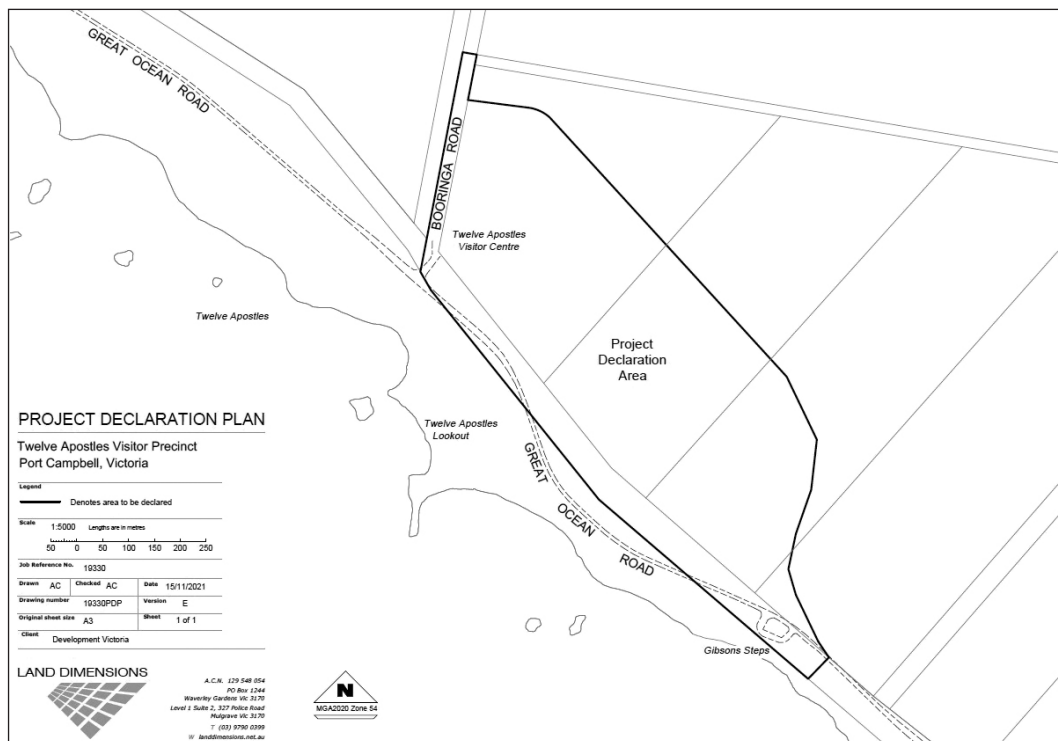 GREAT OCEAN ROAD
BOORINGA ROAD
Twelve Apostles
Visitor Centre
Twelve Apostles
Project
Declaration
Area
Twelve Apostles
Lookout
GREAT OCEAN ROAD
Gibsons Steps
PROJECT DECLARATION PLAN
Twelve Apostles Visitor Precinct
Port Campbell, Victoria
Legend
Denotes area to be declared
Scale 1:5000 Lengths are in metres
50 0 50 100 150 200 250
Job Reference No. 19330
Drawn AC Checked AC Date 15/11/2021
Drawing number 19330PDP Version E
Original sheet size A3 Sheet 1 of 1
Client Development Victoria
LAND DIMENSIONS
A.C.N. 129 548 054
PO Box 1244
Waverley Gardens Vic 3170
Level 1 Suite 2, 327 Police Road
Mulgrave Vic 3170
T (03) 9790 0399
W landdimensions.net.au
N
MGA2020 Zone 54